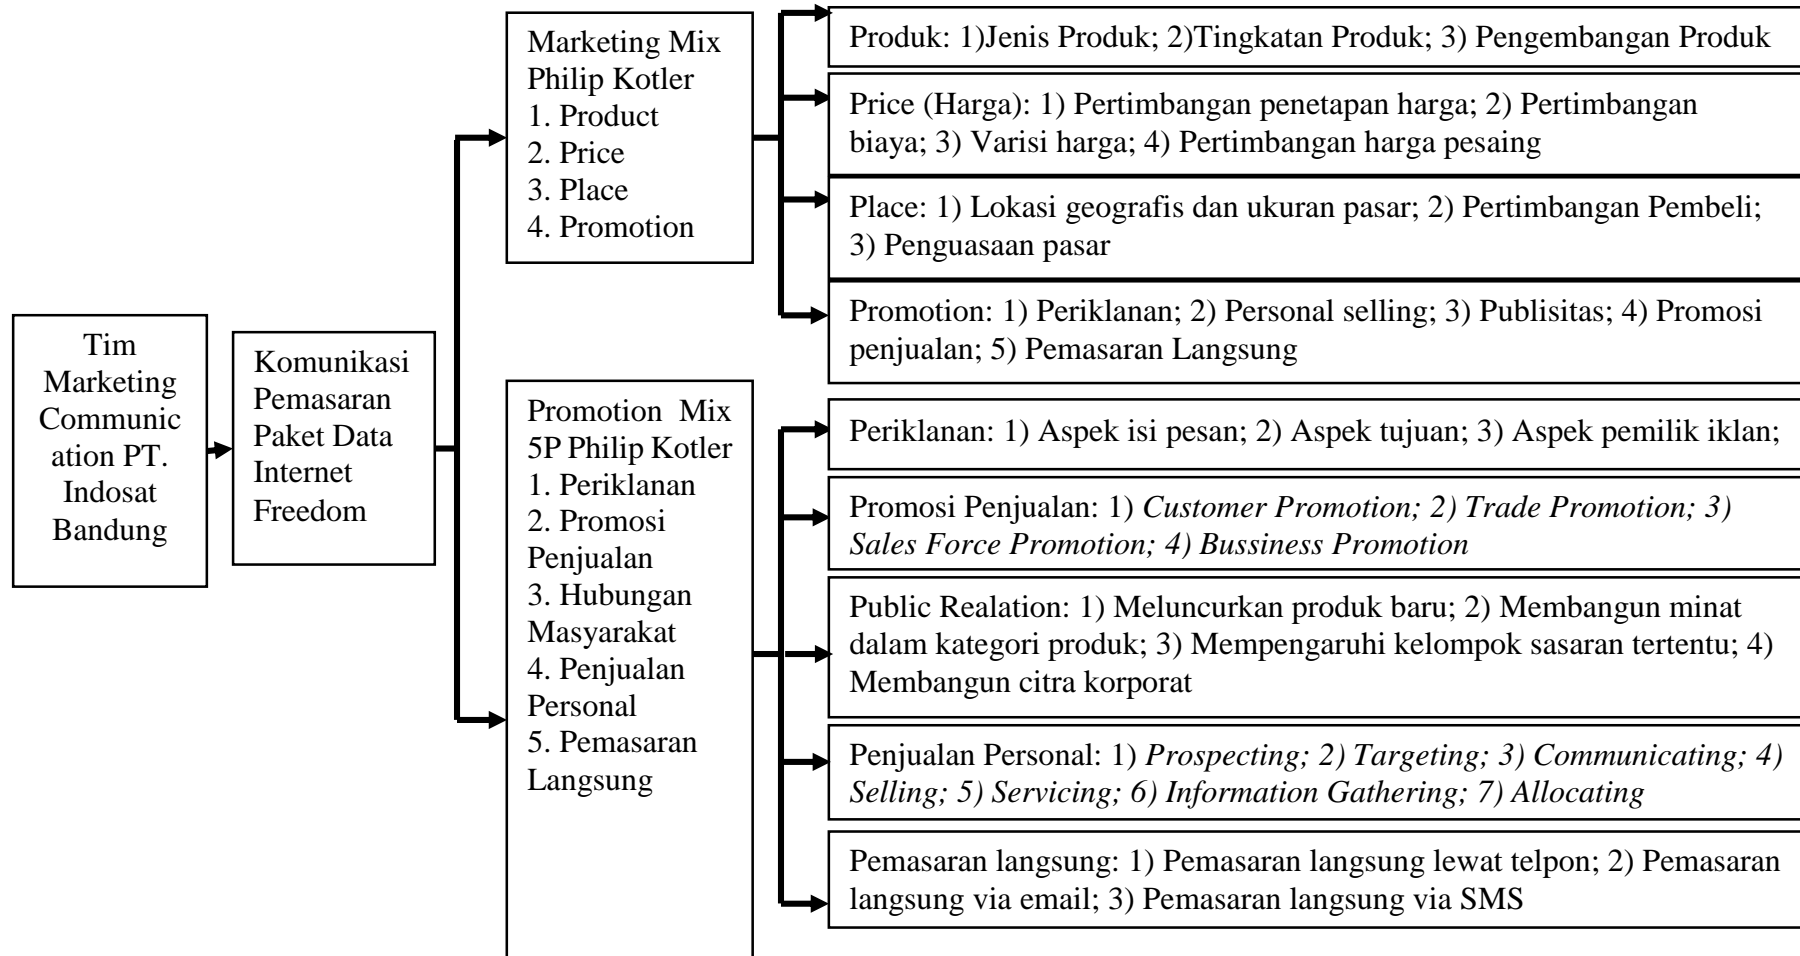 Tim
Marketing
Communic
ation PT.
Indosat
Bandung
Komunikasi
Pemasaran
Paket Data
Internet
Freedom
Marketing Mix
Philip Kotler
1. Product
2. Price
3. Place
4. Promotion
Promotion Mix
5P Philip Kotler
1. Periklanan
2. Promosi
Penjualan
3. Hubungan
Masyarakat
4. Penjualan
Personal
5. Pemasaran
Langsung
Produk: 1)Jenis Produk; 2)Tingkatan Produk; 3) Pengembangan Produk
Price (Harga): 1) Pertimbangan penetapan harga; 2) Pertimbangan
biaya; 3) Varisi harga; 4) Pertimbangan harga pesaing
Place: 1) Lokasi geografis dan ukuran pasar; 2) Pertimbangan Pembeli;
3) Penguasaan pasar
Promotion: 1) Periklanan; 2) Personal selling; 3) Publisitas; 4) Promosi
penjualan; 5) Pemasaran Langsung
Periklanan: 1) Aspek isi pesan; 2) Aspek tujuan; 3) Aspek pemilik iklan;
Promosi Penjualan: 1) Customer Promotion; 2) Trade Promotion; 3)
Sales Force Promotion; 4) Bussiness Promotion
Public Realation: 1) Meluncurkan produk baru; 2) Membangun minat
dalam kategori produk; 3) Mempengaruhi kelompok sasaran tertentu; 4)
Membangun citra korporat
Penjualan Personal: 1) Prospecting; 2) Targeting; 3) Communicating; 4)
Selling; 5) Servicing; 6) Information Gathering; 7) Allocating
Pemasaran langsung: 1) Pemasaran langsung lewat telpon; 2) Pemasaran
langsung via email; 3) Pemasaran langsung via SMS